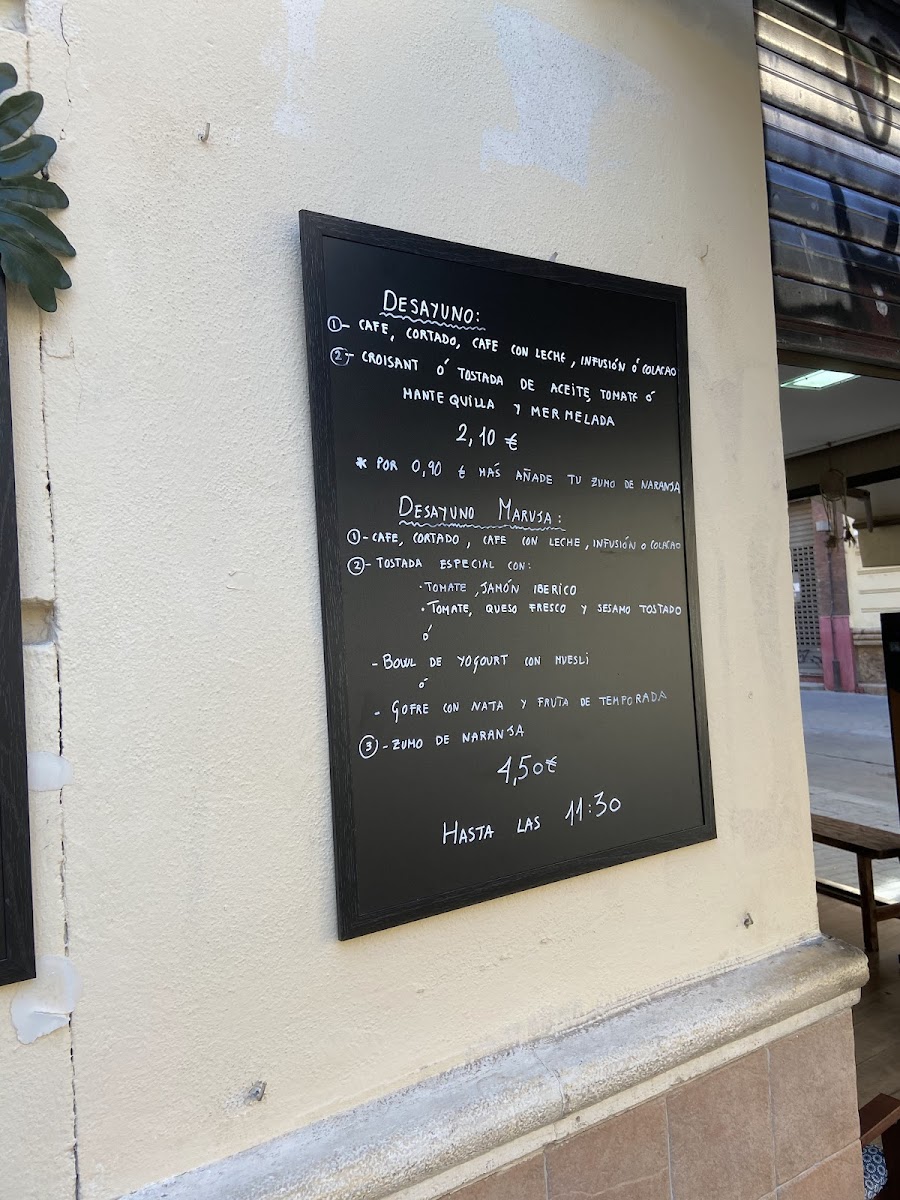 DESAYUNO:
①- CAFE, CORTADO, CAFE CON LECHE, INFUSIÓN Ó COLACAO
②- CROISANT Ó TOSTADA DE ACEITE, TOMATE Ó
MANTEQUILLA Y MERMELADA
2,10 €
* POR 0,90 € MÁS AÑADE TU ZUMO DE NARANJA
DESAYUNO MARUJA:
①- CAFE, CORTADO, CAFE CON LECHE, INFUSIÓN O COLACAO
②- TOSTADA ESPECIAL CON:
·TOMATE, JAMÓN IBERICO
·TOMATE, QUESO FRESCO Y SESAMO TOSTADO
ó
- BOWL DE YOGOURT CON MUESLI
ó
- GOFRE CON NATA Y FRUTA DE TEMPORADA
③- ZUMO DE NARANJA
4,50€
HASTA LAS 11:30